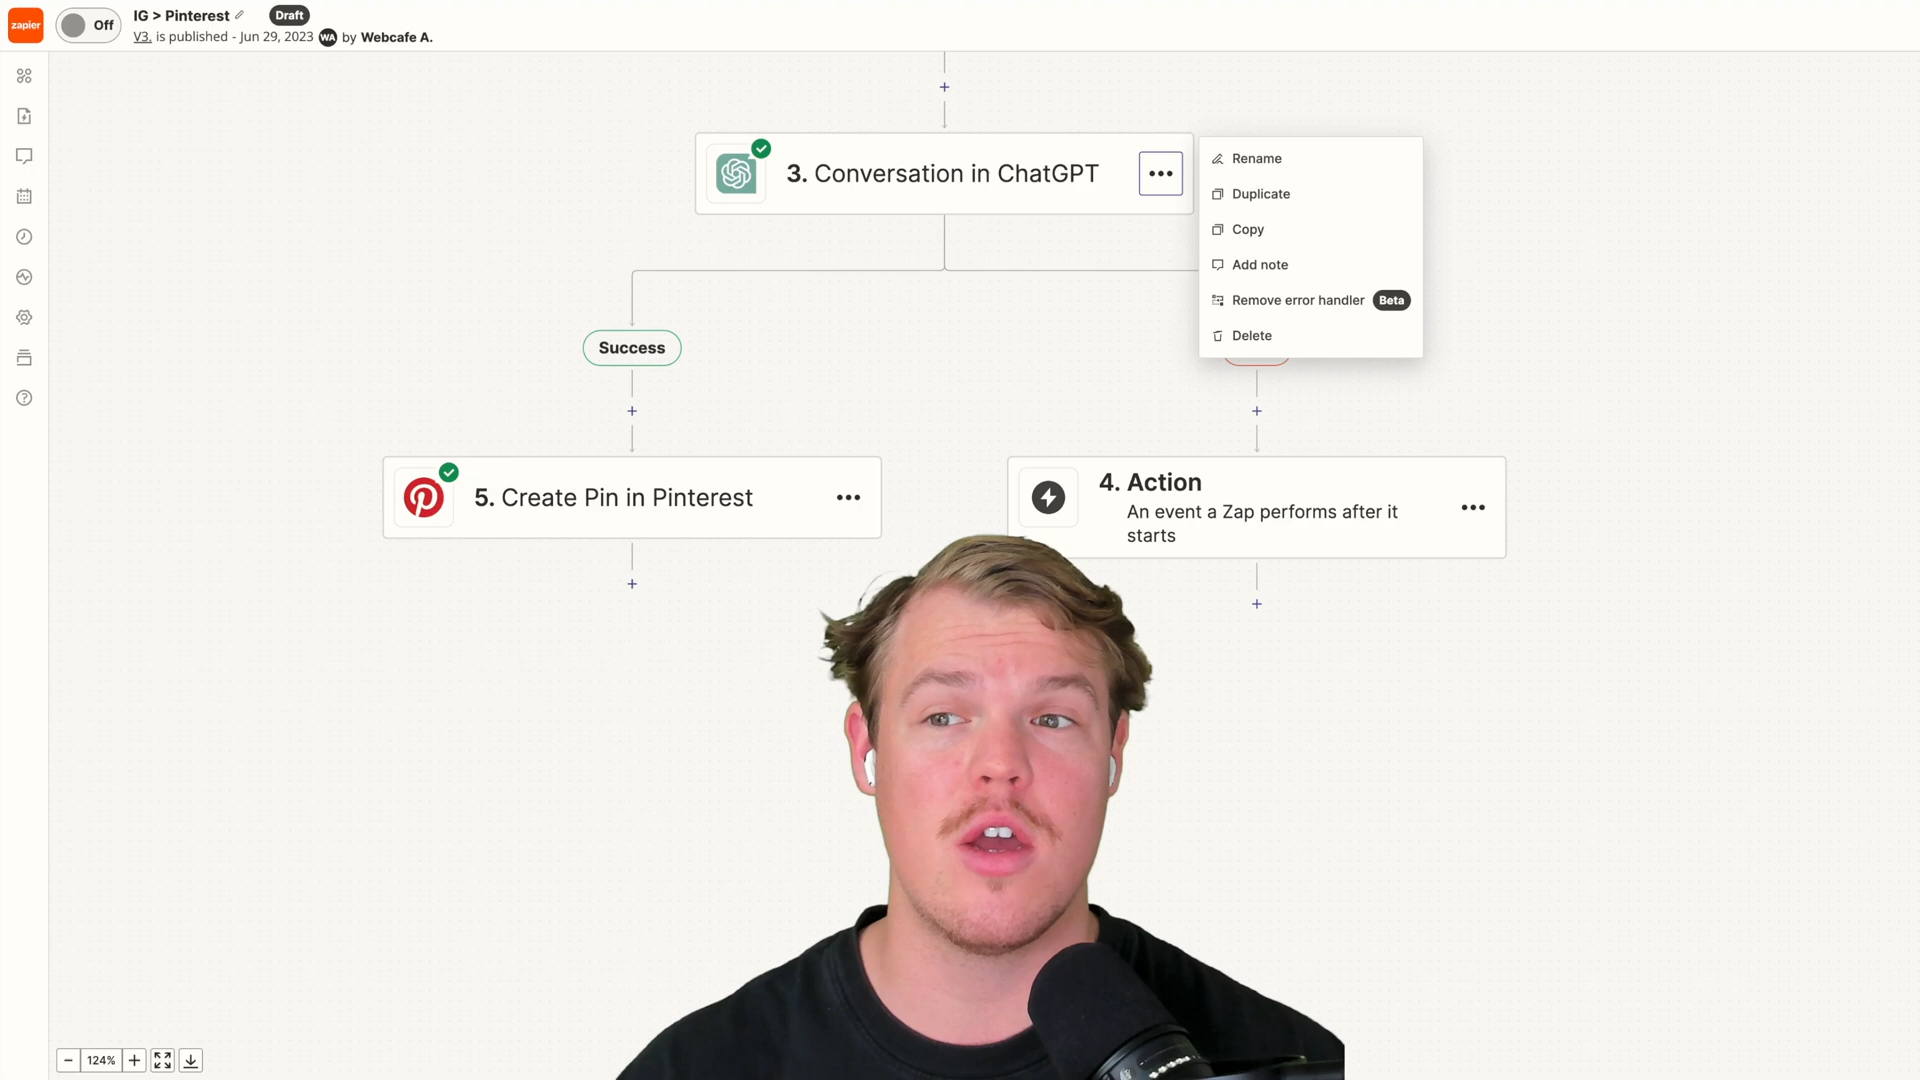 zapier
Off
IG > Pinterest
Draft
V3. is published - Jun 29, 2023 WA by Webcafe A.
3. Conversation in ChatGPT
Rename
Duplicate
Copy
Add note
Remove error handler Beta
Delete
Success
5. Create Pin in Pinterest
4. Action
An event a Zap performs after it
starts
124%